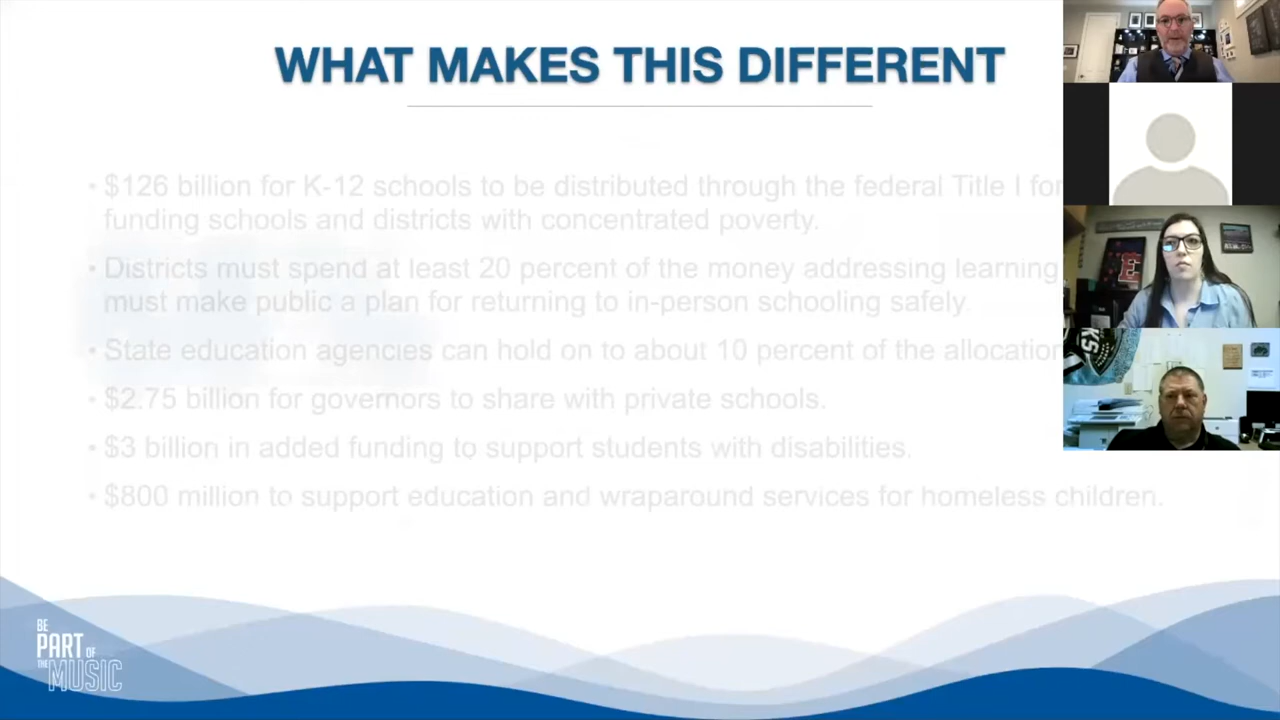 WHAT MAKES THIS DIFFERENT
• $126 billion for K-12 schools to be distributed through the federal Title I for
funding schools and districts with concentrated poverty.
• Districts must spend at least 20 percent of the money addressing learning
must make public a plan for returning to in-person schooling safely.
• State education agencies can held on to about 10 percent of the allocation
• $2.75 billion for governors to share with private schools.
• $3 billion in added funding to support students with disabilities.
• $800 million to support education and wraparound services for homeless children.
BE
PART OF
THE MUSIC
E
KS